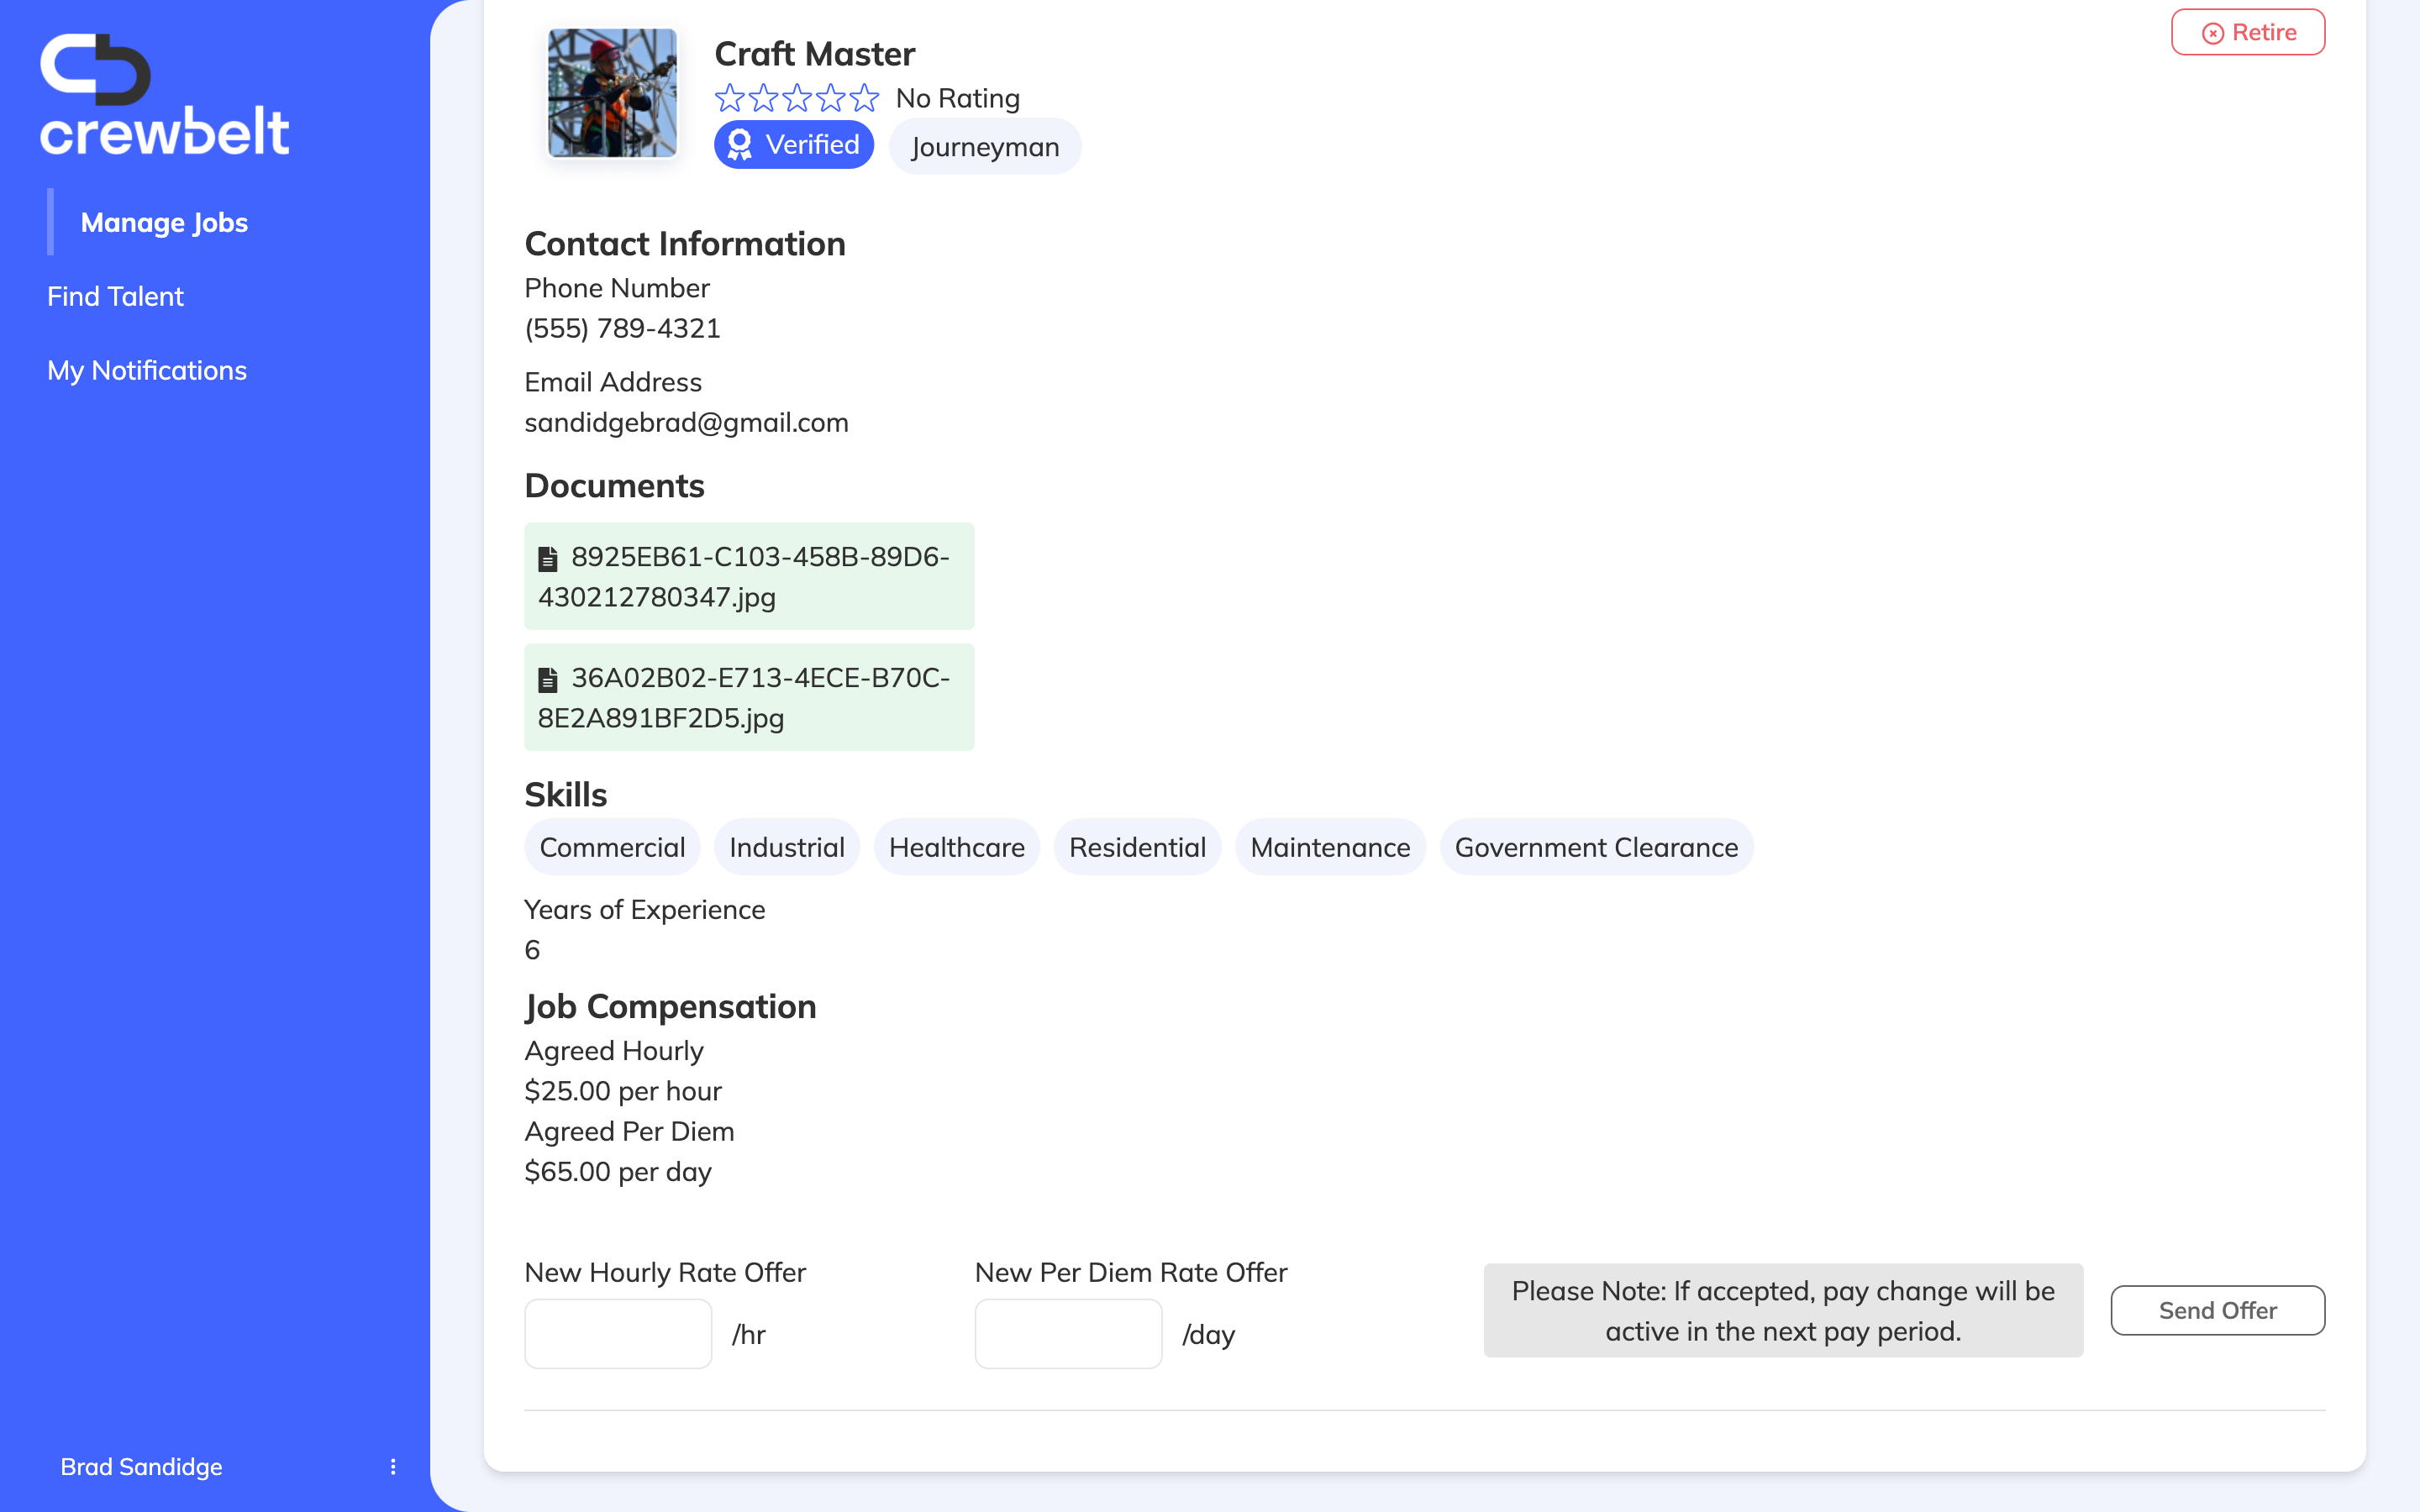 crewbelt
Manage Jobs
Find Talent
My Notifications
Brad Sandidge
Craft Master
No Rating
Verified
Journeyman
Retire
Contact Information
Phone Number
(555) 789-4321
Email Address
sandidgebrad@gmail.com
Documents
8925EB61-C103-458B-89D6-
430212780347.jpg
36A02B02-E713-4ECE-B70C-
8E2A891BF2D5.jpg
Skills
Commercial
Industrial
Healthcare
Residential
Maintenance
Government Clearance
Years of Experience
6
Job Compensation
Agreed Hourly
$25.00 per hour
Agreed Per Diem
$65.00 per day
New Hourly Rate Offer
/hr
New Per Diem Rate Offer
/day
Please Note: If accepted, pay change will be
active in the next pay period.
Send Offer